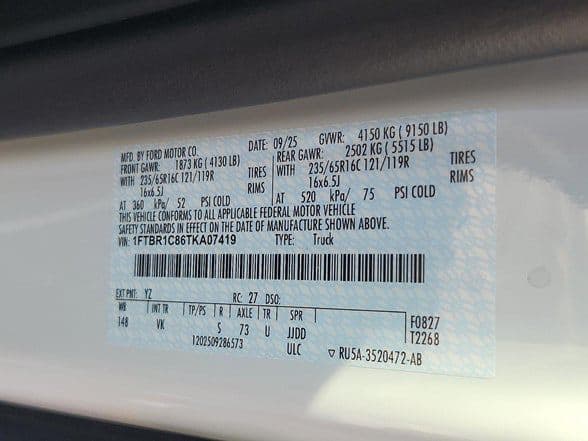 MFD. BY FORD MOTOR CO.
DATE: 09/25 GVWR: 4150 KG ( 9150 LB)
FRONT GAWR: 1873 KG ( 4130 LB)
REAR GAWR: 2502 KG ( 5515 LB)
WITH 235/65R16C 121/119R TIRES
WITH 235/65R16C 121/119R TIRES
16x6.5J RIMS
16x6.5J RIMS
AT 360 kPa/ 52 PSI COLD
AT 520 kPa/ 75 PSI COLD
THIS VEHICLE CONFORMS TO ALL APPLICABLE FEDERAL MOTOR VEHICLE
SAFETY STANDARDS IN EFFECT ON THE DATE OF MANUFACTURE SHOWN ABOVE.
VIN: 1FTBR1C86TKA07419 TYPE: Truck
EXT PNT: YZ RC: 27 DSO:
WB INT TR TP/PS R AXLE TR SPR
148 VK S 73 U JJDD
1202509286573 ULC
F0827
T2268
▽ RU5A-3520472-AB